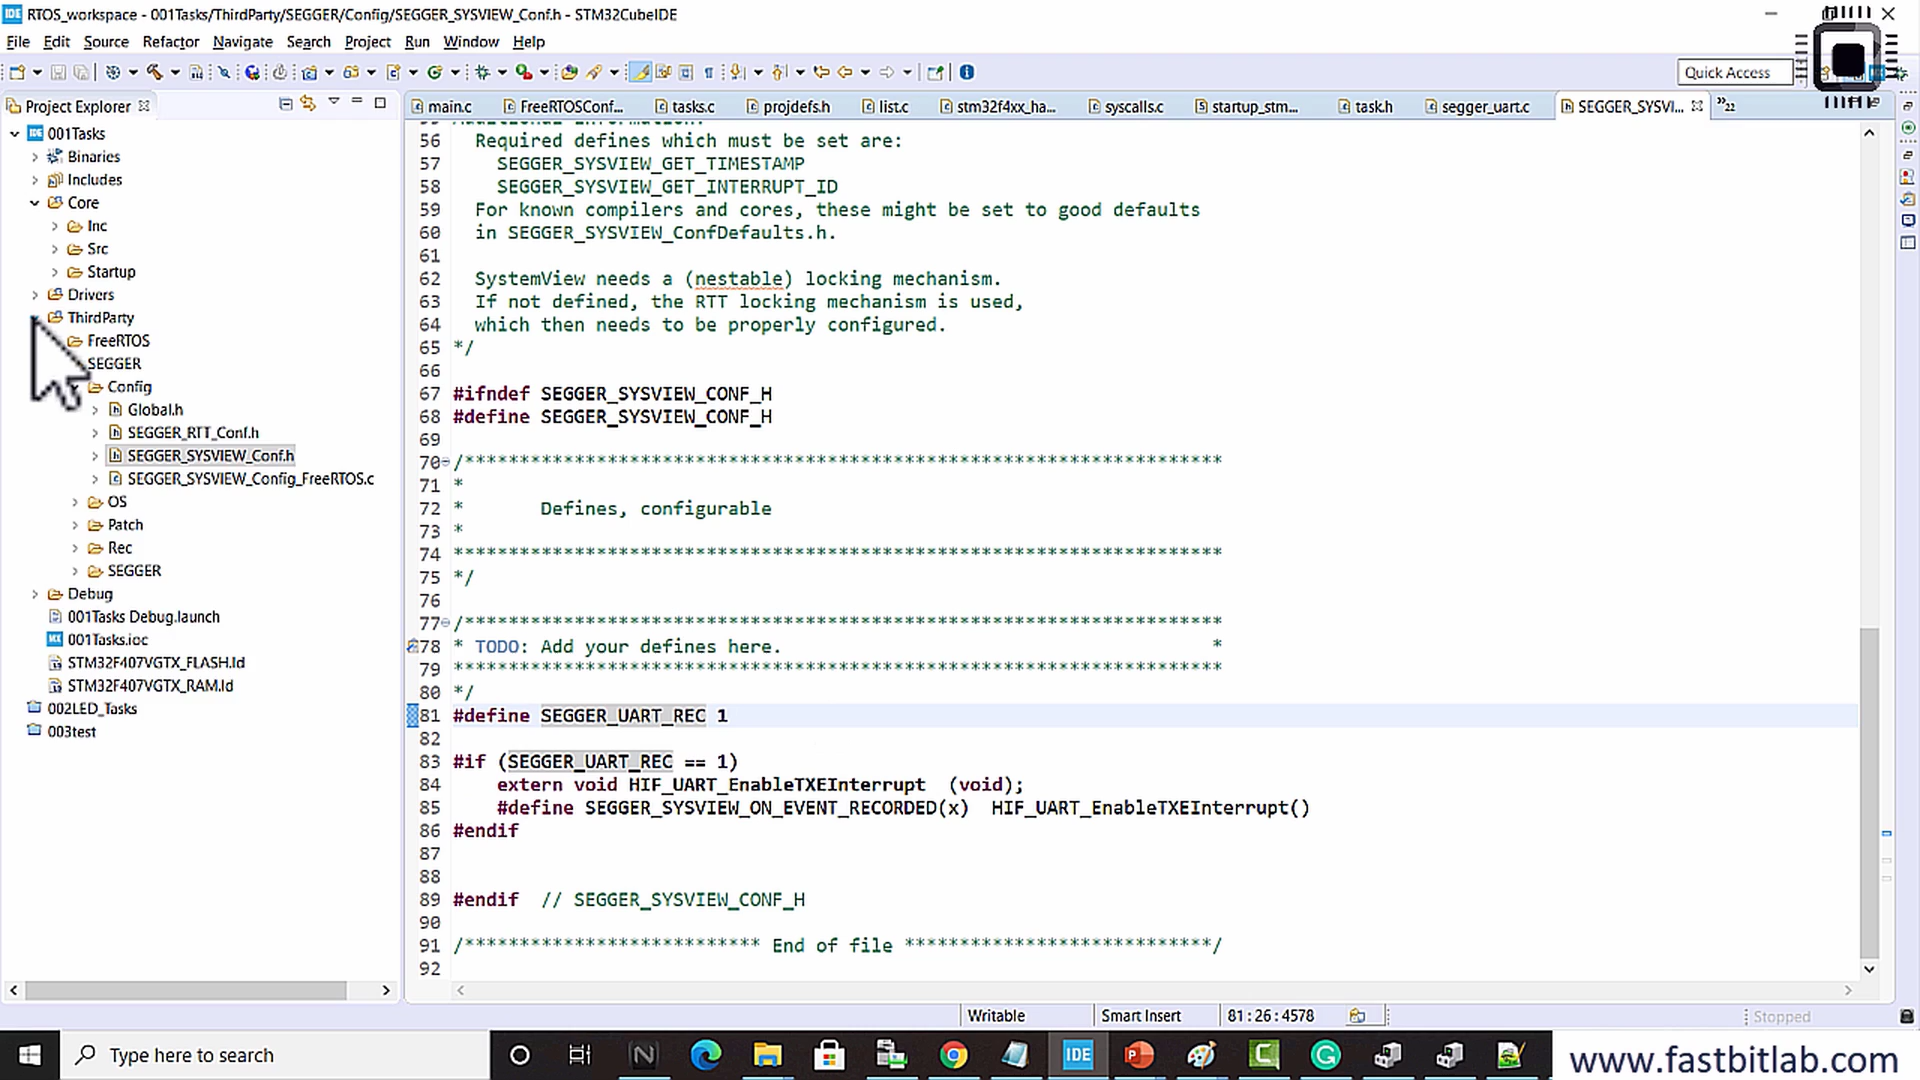 RTOS_workspace - 001Tasks/ThirdParty/SEGGER/Config/SEGGER_SYSVIEW_Conf.h - STM32CubeIDE
File Edit Source Refactor Navigate Search Project Run Window Help
Quick Access
Project Explorer
001Tasks
Binaries
Includes
Core
Inc
Src
Startup
Drivers
ThirdParty
FreeRTOS
SEGGER
Config
Global.h
SEGGER_RTT_Conf.h
SEGGER_SYSVIEW_Conf.h
SEGGER_SYSVIEW_Config_FreeRTOS.c
OS
Patch
Rec
SEGGER
Debug
001Tasks Debug.launch
001Tasks.ioc
STM32F407VGTX_FLASH.ld
STM32F407VGTX_RAM.ld
002LED_Tasks
003test
main.c FreeRTOSConf... tasks.c projdefs.h list.c stm32f4xx_ha... syscalls.c startup_stm... task.h segger_uart.c SEGGER_SYSVI... »22
55 Additional information:
56 Required defines which must be set are:
57 SEGGER_SYSVIEW_GET_TIMESTAMP
58 SEGGER_SYSVIEW_GET_INTERRUPT_ID
59 For known compilers and cores, these might be set to good defaults
60 in SEGGER_SYSVIEW_ConfDefaults.h.
61
62 SystemView needs a (nestable) locking mechanism.
63 If not defined, the RTT locking mechanism is used,
64 which then needs to be properly configured.
65 */
66
67 #ifndef SEGGER_SYSVIEW_CONF_H
68 #define SEGGER_SYSVIEW_CONF_H
69
70 /**********************************************************************
71 *
72 * Defines, configurable
73 *
74 **********************************************************************
75 */
76
77 /**********************************************************************
78 * TODO: Add your defines here. *
79 **********************************************************************
80 */
81 #define SEGGER_UART_REC 1
82
83 #if (SEGGER_UART_REC == 1)
84 extern void HIF_UART_EnableTXEInterrupt (void);
85 #define SEGGER_SYSVIEW_ON_EVENT_RECORDED(x) HIF_UART_EnableTXEInterrupt()
86 #endif
87
88
89 #endif // SEGGER_SYSVIEW_CONF_H
90
91 /*************************** End of file ****************************/
92
Writable Smart Insert 81 : 26 : 4578 Stopped
Type here to search
IDE
www.fastbitlab.com